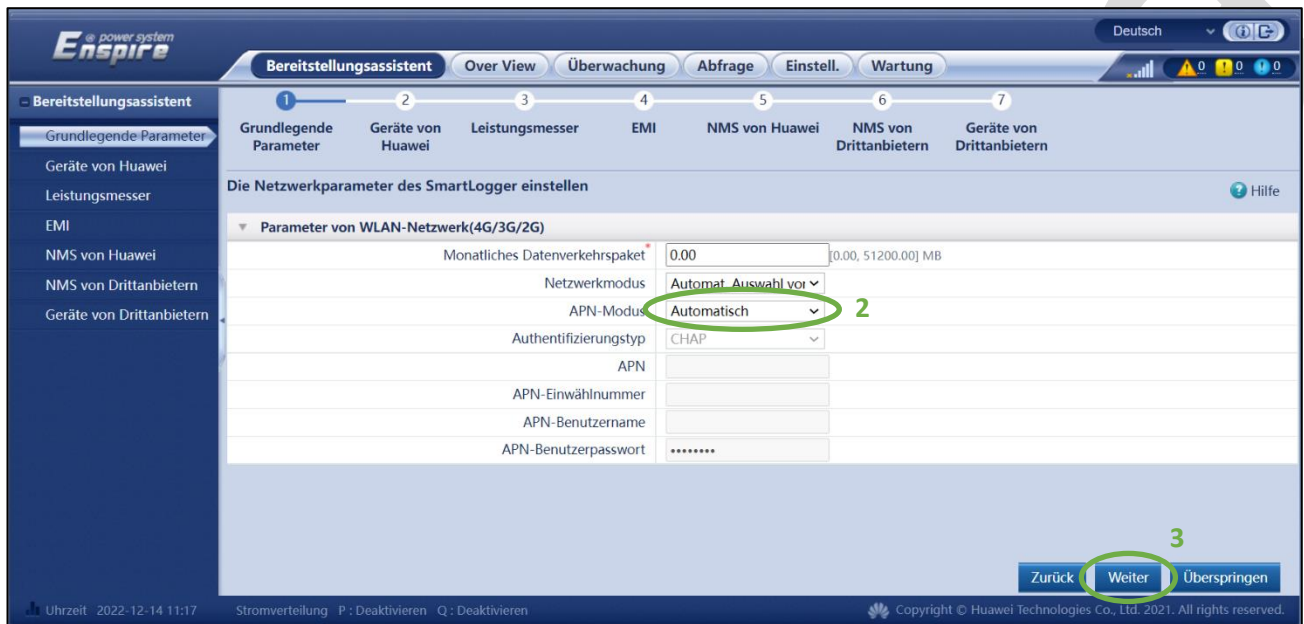 @ power system
Enspire
Deutsch
Bereitstellungsassistent Over View Überwachung Abfrage Einstell. Wartung
0 0 0
Bereitstellungsassistent
Grundlegende Parameter
Geräte von Huawei
Leistungsmesser
EMI
NMS von Huawei
NMS von Drittanbietern
Geräte von Drittanbietern
1 2 3 4 5 6 7
Grundlegende Parameter
Geräte von Huawei
Leistungsmesser
EMI
NMS von Huawei
NMS von Drittanbietern
Geräte von Drittanbietern
Die Netzwerkparameter des SmartLogger einstellen
Hilfe
Parameter von WLAN-Netzwerk(4G/3G/2G)
Monatliches Datenverkehrspaket * 0.00 [0.00, 51200.00] MB
Netzwerkmodus Automat. Auswahl vor
APN-Modus Automatisch 2
Authentifizierungstyp CHAP
APN
APN-Einwählnummer
APN-Benutzername
APN-Benutzerpasswort ••••••••
3
Zurück Weiter Überspringen
Uhrzeit 2022-12-14 11:17 Stromverteilung P : Deaktivieren Q : Deaktivieren Copyright © Huawei Technologies Co., Ltd. 2021. All rights reserved.